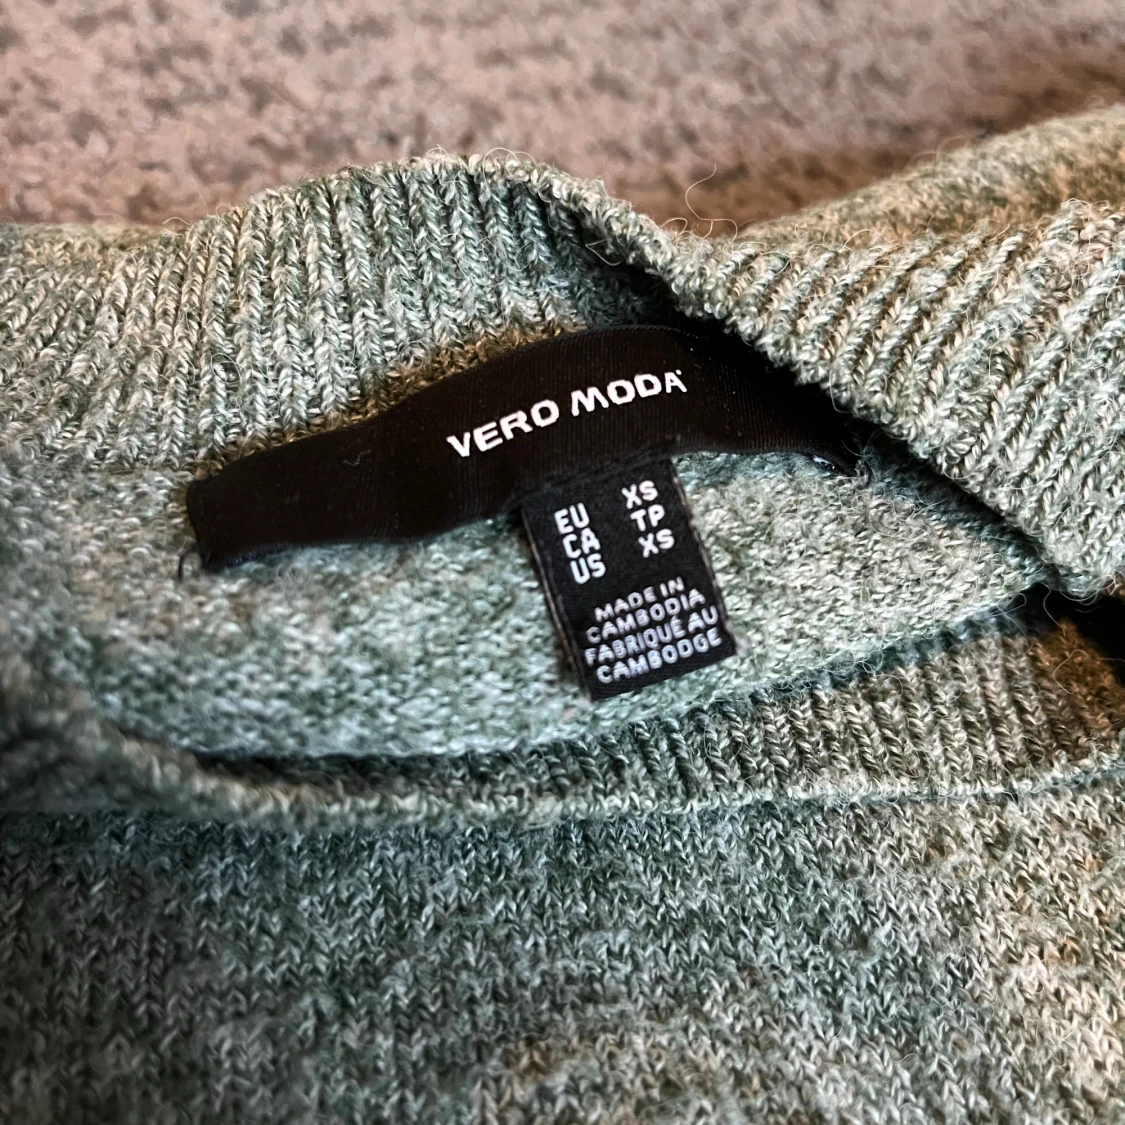 VERO MODA
EU XS
CA TP
US XS
MADE IN
CAMBODIA
FABRIQUÉ AU
CAMBODGE